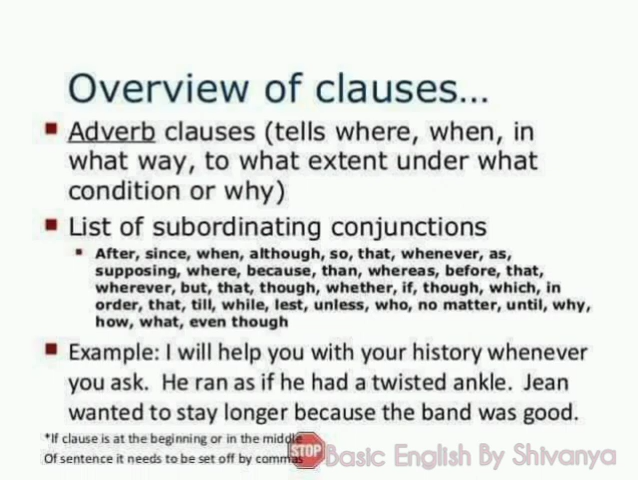 Overview of clauses...
Adverb clauses (tells where, when, in
what way, to what extent under what
condition or why)
List of subordinating conjunctions
After, since, when, although, so, that, whenever, as,
supposing, where, because, than, whereas, before, that,
wherever, but, that, though, whether, if, though, which, in
order, that, till, while, lest, unless, who, no matter, until, why,
how, what, even though
Example: I will help you with your history whenever
you ask. He ran as if he had a twisted ankle. Jean
wanted to stay longer because the band was good.
*If clause is at the beginning or in the middle
Of sentence it needs to be set off by commas
STOP
Basic English By Shivanya